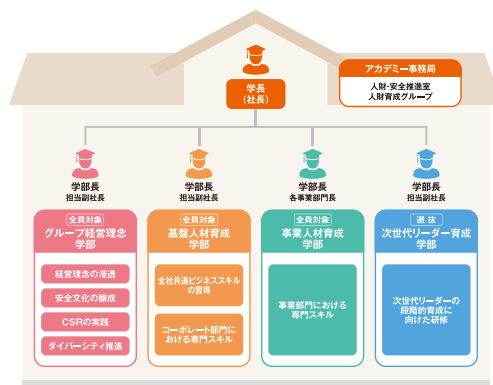 アカデミー事務局
人財・安全推進室
人財育成グループ
学長
（社長）
学部長
担当副社長
学部長
担当副社長
学部長
各事業部門長
学部長
担当副社長
全員対象
グループ経営理念
学部
経営理念の浸透
安全文化の醸成
CSRの実践
ダイバーシティ推進
全員対象
基盤人材育成
学部
全社共通ビジネススキル
の習得
コーポレート部門に
おける専門スキル
全員対象
事業人材育成
学部
事業部門における
専門スキル
選抜
次世代リーダー育成
学部
次世代リーダーの
段階的育成に
向けた研修